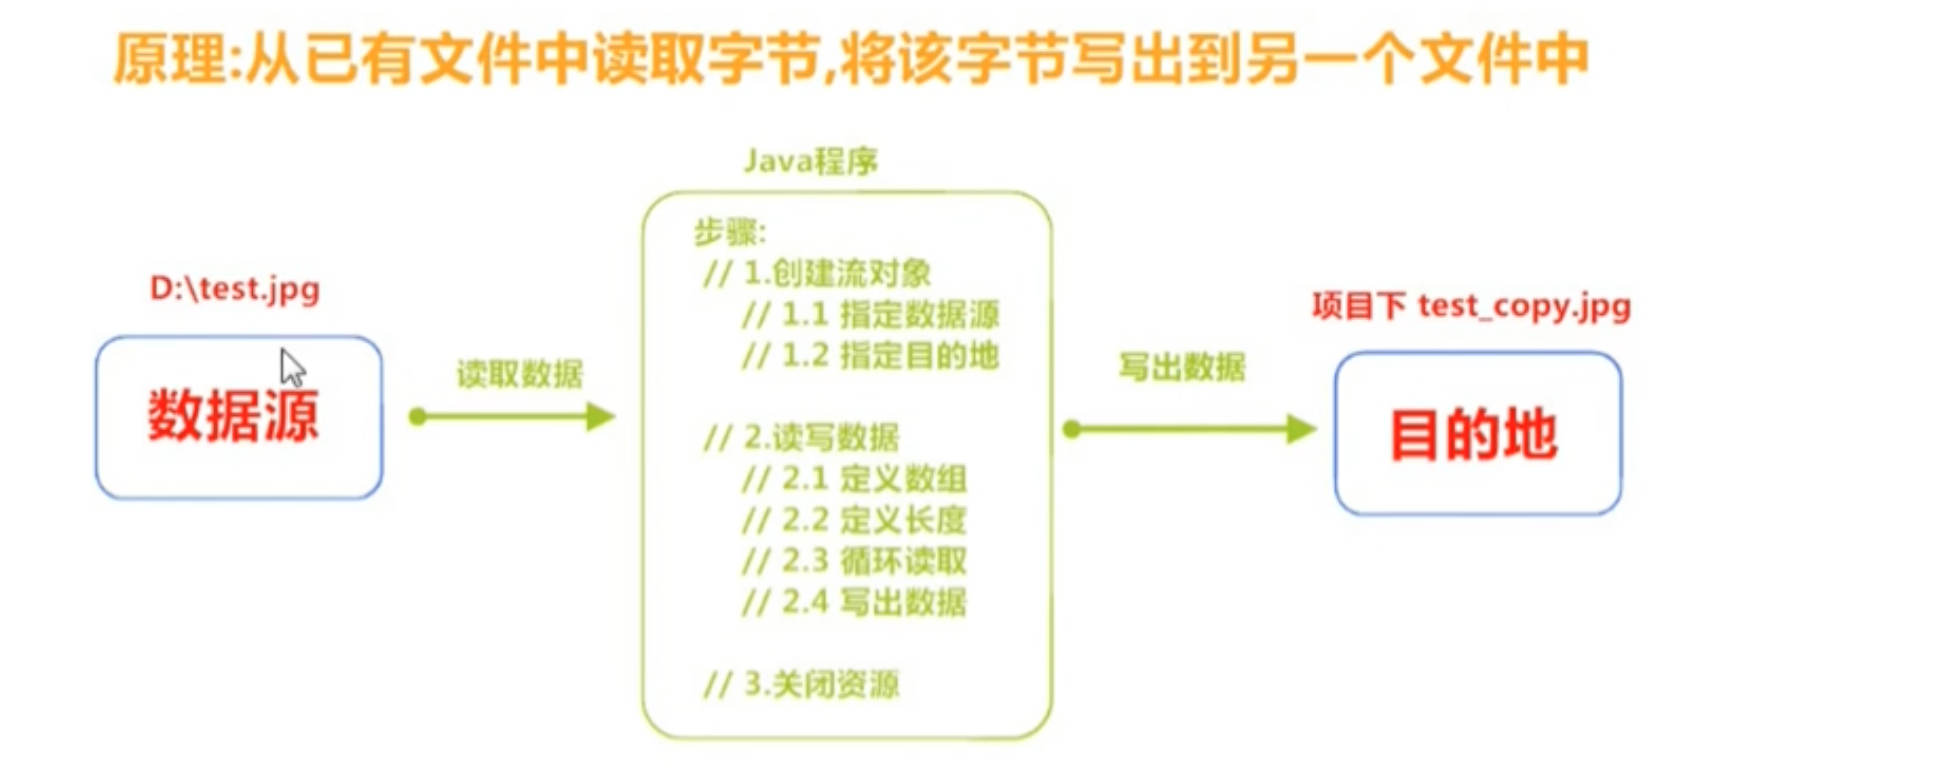 原理:从已有文件中读取字节,将该字节写出到另一个文件中
Java程序
D:\test.jpg
数据源
读取数据
步骤:
// 1.创建流对象
// 1.1 指定数据源
// 1.2 指定目的地
// 2.读写数据
// 2.1 定义数组
// 2.2 定义长度
// 2.3 循环读取
// 2.4 写出数据
// 3.关闭资源
写出数据
项目下 test_copy.jpg
目的地